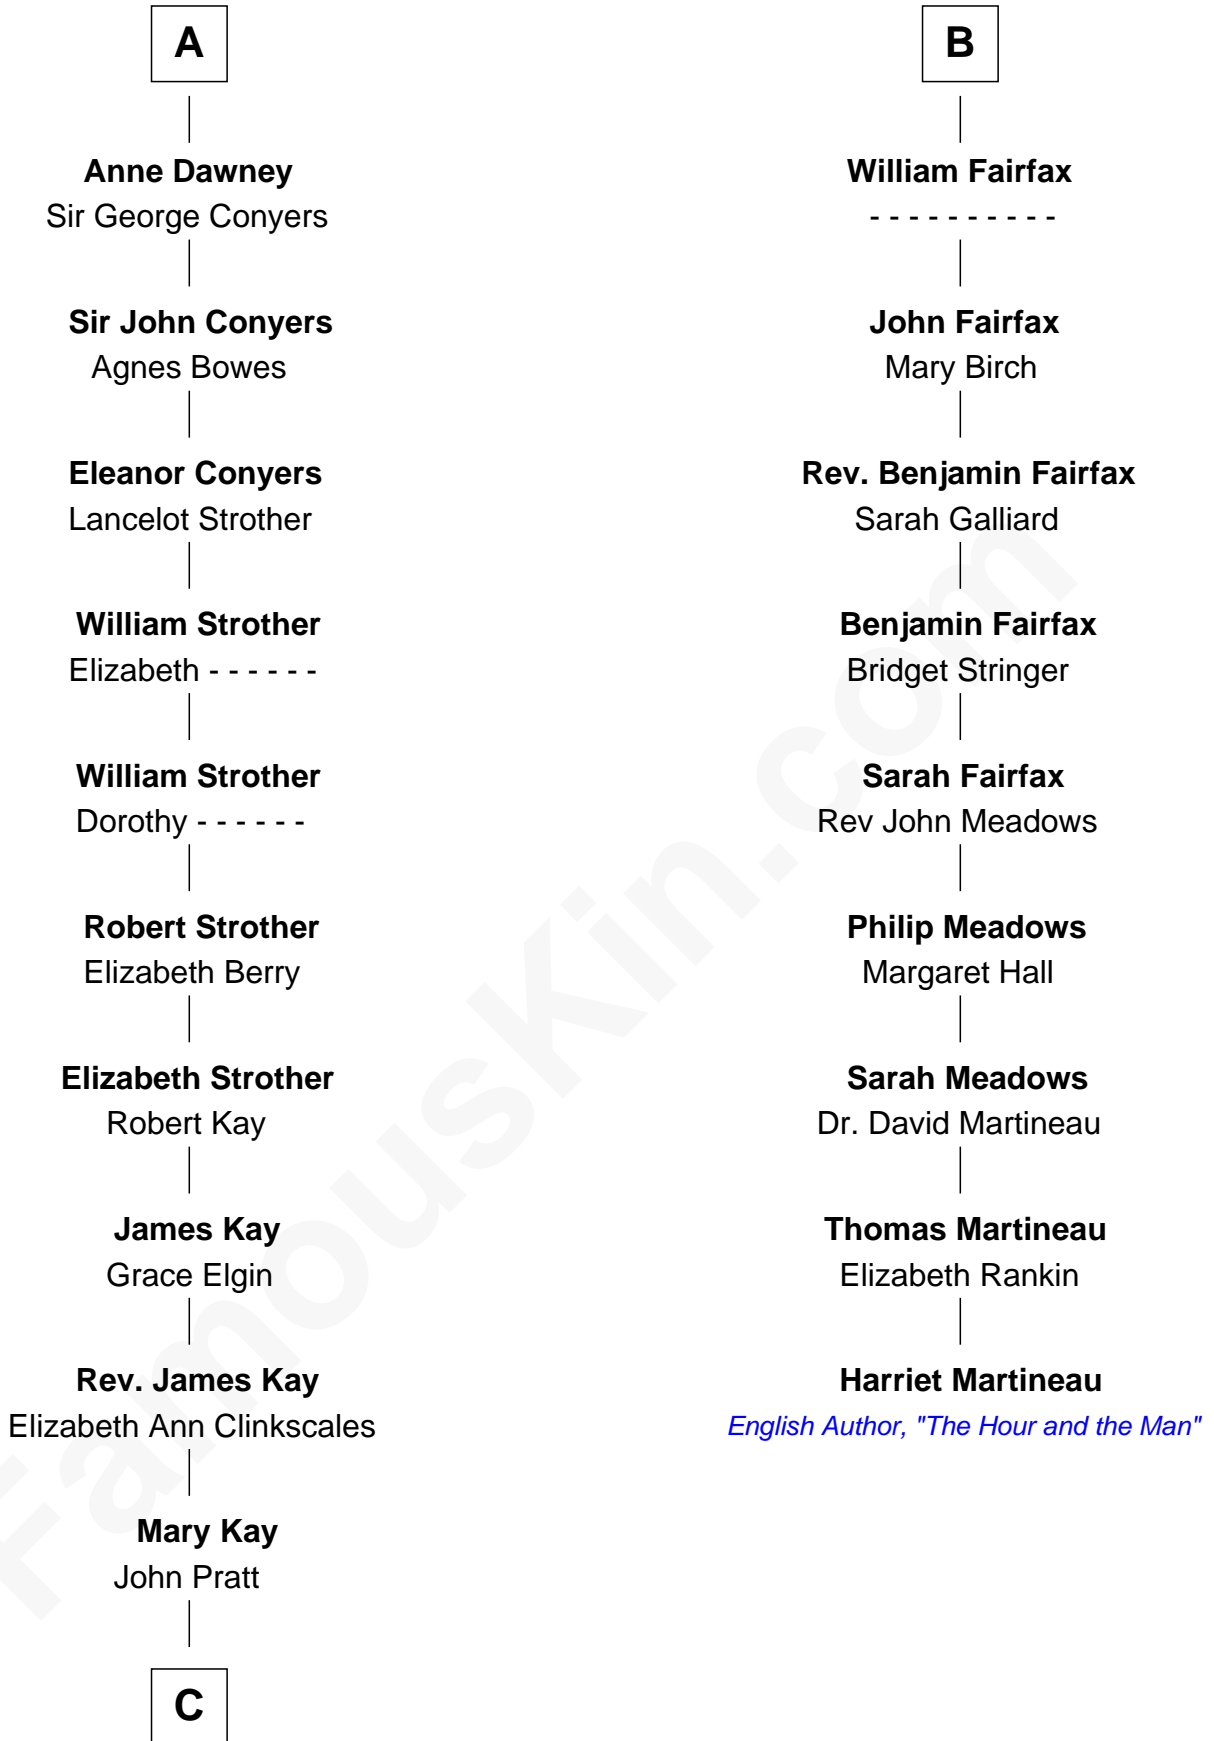 A
Anne Dawney
Sir George Conyers
Sir John Conyers
Agnes Bowes
Eleanor Conyers
Lancelot Strother
William Strother
Elizabeth - - - - - -
William Strother
Dorothy - - - - - -
Robert Strother
Elizabeth Berry
Elizabeth Strother
Robert Kay
James Kay
Grace Elgin
Rev. James Kay
Elizabeth Ann Clinkscales
Mary Kay
John Pratt
C
B
William Fairfax
- - - - - - - - - -
John Fairfax
Mary Birch
Rev. Benjamin Fairfax
Sarah Galliard
Benjamin Fairfax
Bridget Stringer
Sarah Fairfax
Rev John Meadows
Philip Meadows
Margaret Hall
Sarah Meadows
Dr. David Martineau
Thomas Martineau
Elizabeth Rankin
Harriet Martineau
English Author, "The Hour and the Man"
FamousKin.com